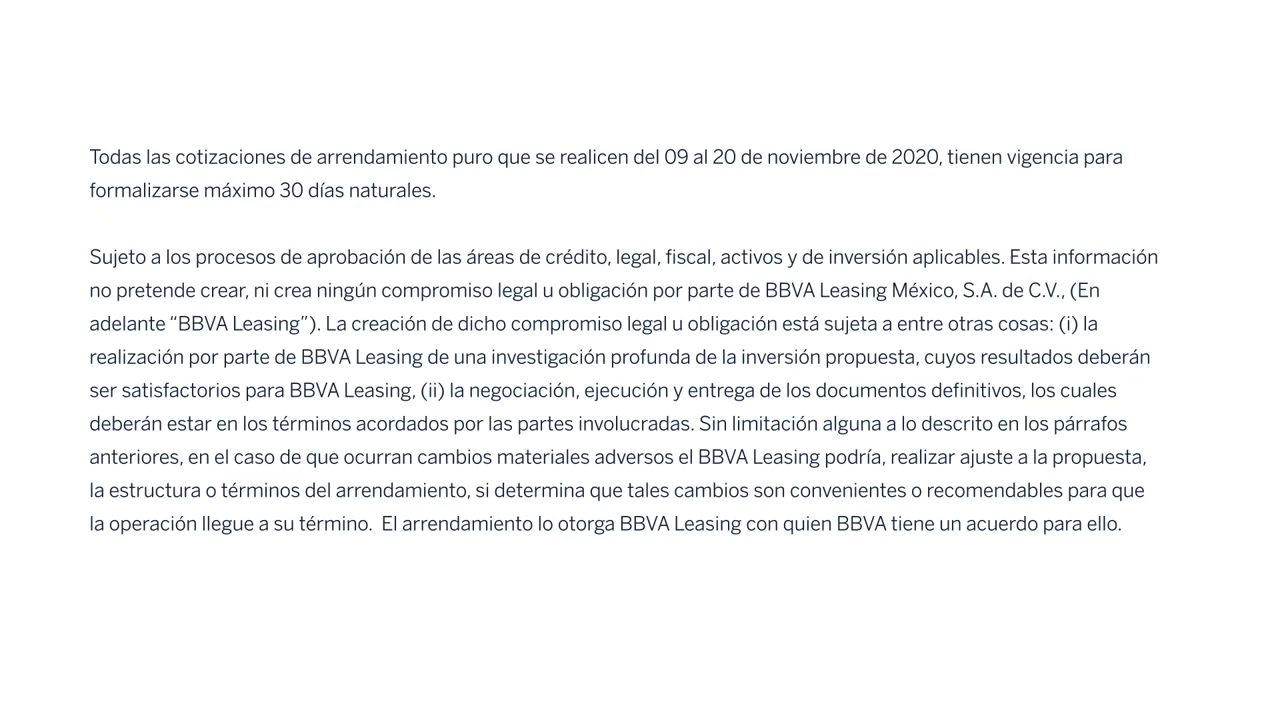 Todas las cotizaciones de arrendamiento puro que se realicen del 09 al 20 de noviembre de 2020, tienen vigencia para
formalizarse máximo 30 días naturales.
Sujeto a los procesos de aprobación de las áreas de crédito, legal, fiscal, activos y de inversión aplicables. Esta información
no pretende crear, ni crea ningún compromiso legal u obligación por parte de BBVA Leasing México, S.A. de C.V., (En
adelante “BBVA Leasing”). La creación de dicho compromiso legal u obligación está sujeta a entre otras cosas: (i) la
realización por parte de BBVA Leasing de una investigación profunda de la inversión propuesta, cuyos resultados deberán
ser satisfactorios para BBVA Leasing, (ii) la negociación, ejecución y entrega de los documentos definitivos, los cuales
deberán estar en los términos acordados por las partes involucradas. Sin limitación alguna a lo descrito en los párrafos
anteriores, en el caso de que ocurran cambios materiales adversos el BBVA Leasing podría, realizar ajuste a la propuesta,
la estructura o términos del arrendamiento, si determina que tales cambios son convenientes o recomendables para que
la operación llegue a su término.  El arrendamiento lo otorga BBVA Leasing con quien BBVA tiene un acuerdo para ello.